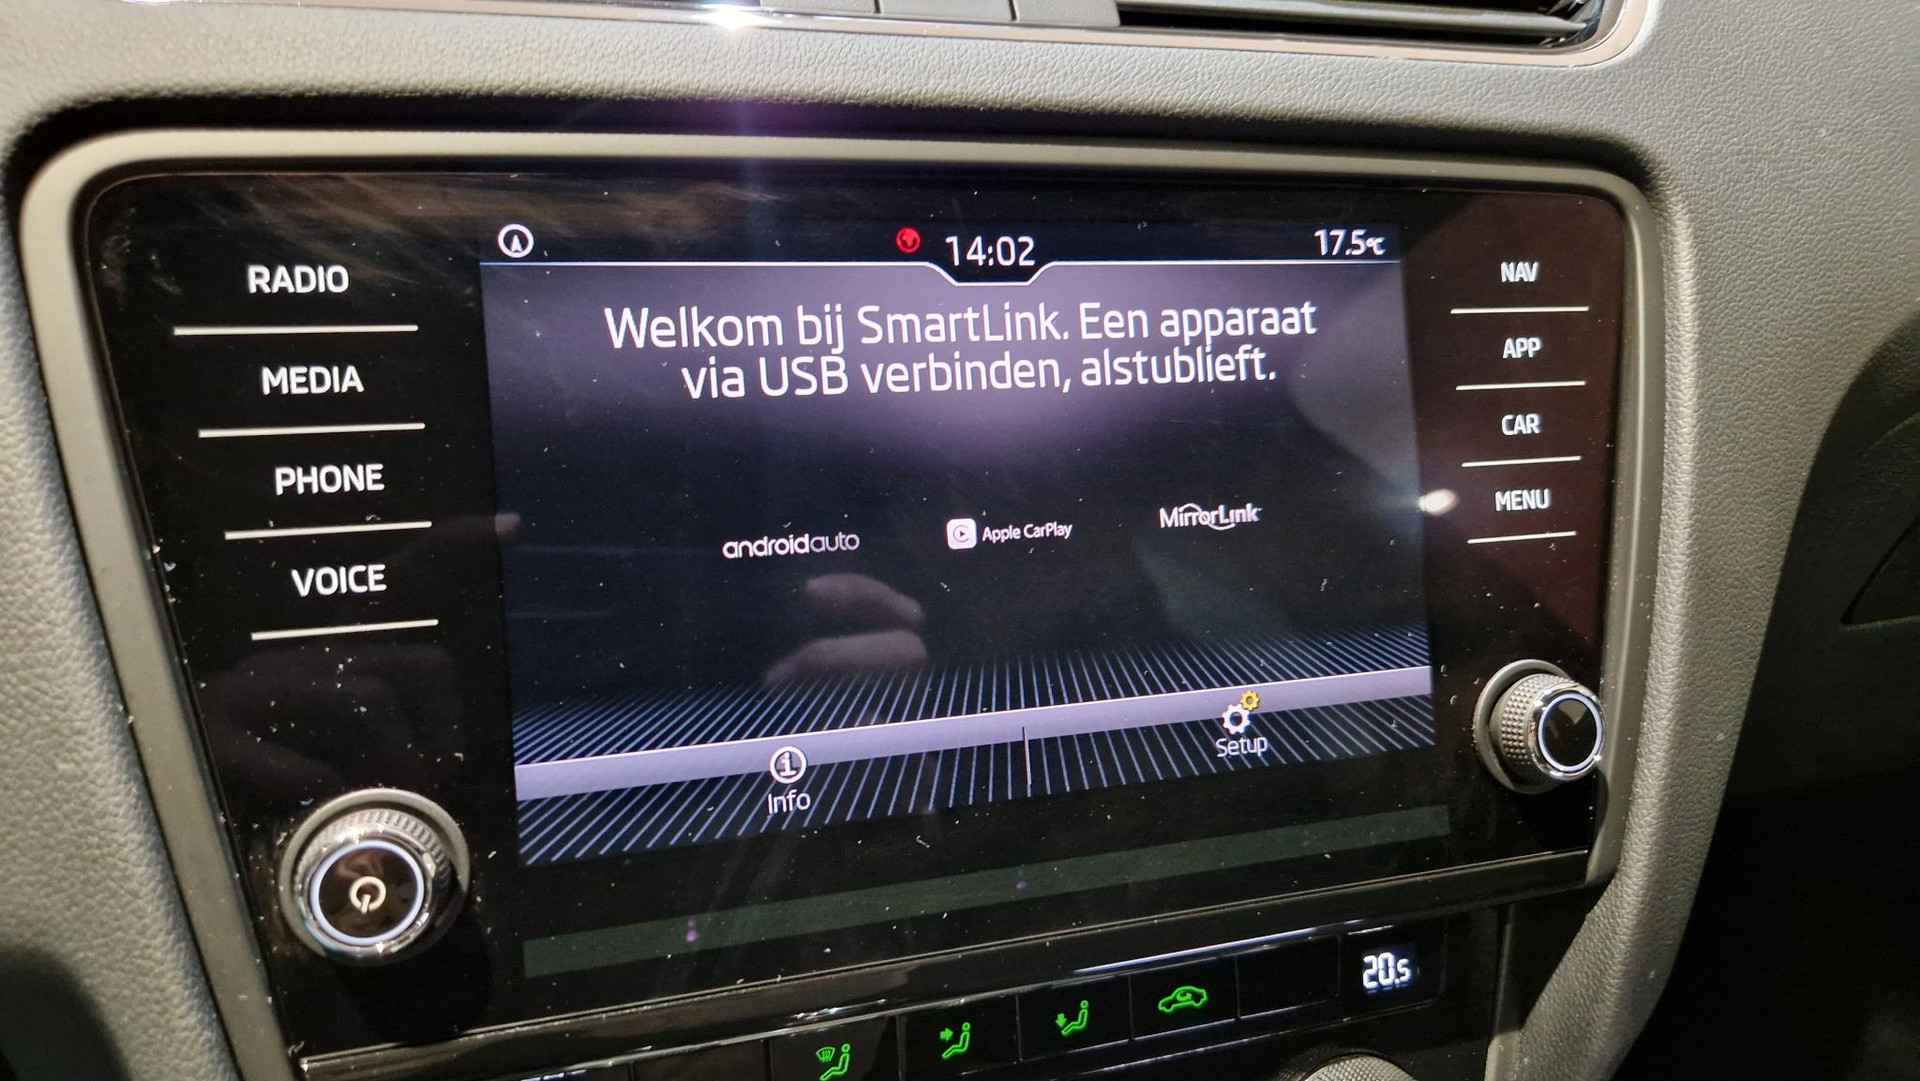 RADIO
MEDIA
PHONE
VOICE
14:02
17.5°C
Welkom bij SmartLink. Een apparaat
via USB verbinden, alstublieft.
androidauto
Apple CarPlay
MirrorLink
Info
Setup
NAV
APP
CAR
MENU
20.5